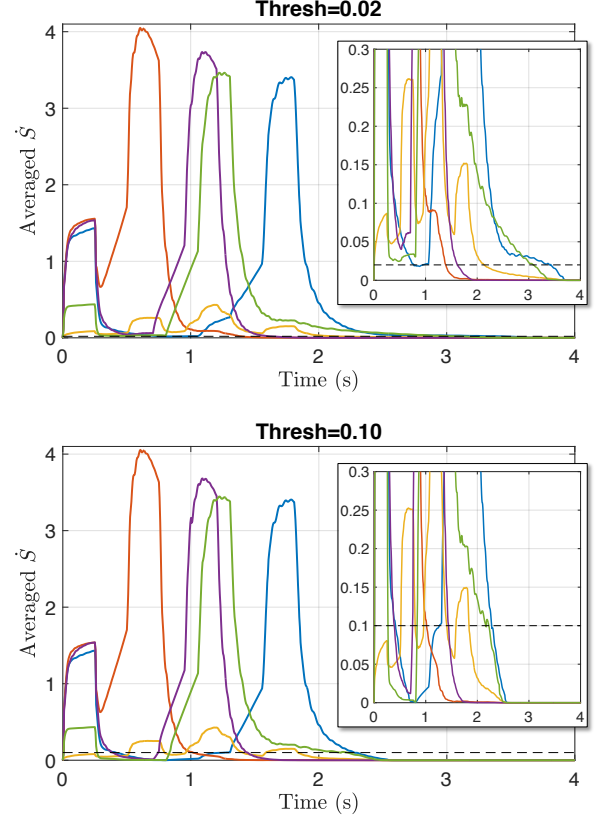 Thresh=0.02
Averaged Ṡ
4
3
2
1
0
0 1 2 3 4
Time (s)
0.3
0.25
0.2
0.15
0.1
0.05
0
0 1 2 3 4
Thresh=0.10
Averaged Ṡ
4
3
2
1
0
0 1 2 3 4
Time (s)
0.3
0.25
0.2
0.15
0.1
0.05
0
0 1 2 3 4